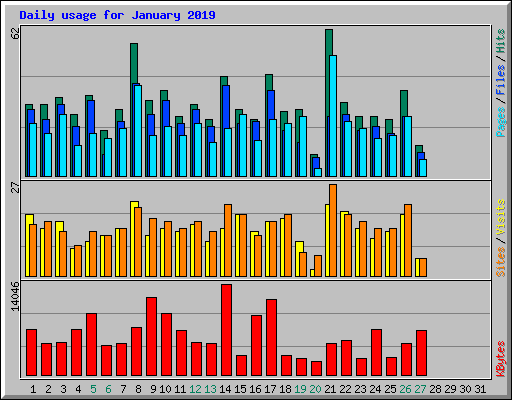 Daily usage for January 2019
62
27
14046
Pages / Files / Hits
Sites / Visits
KBytes
1 2 3 4 5 6 7 8 9 10 11 12 13 14 15 16 17 18 19 20 21 22 23 24 25 26 27 28 29 30 31